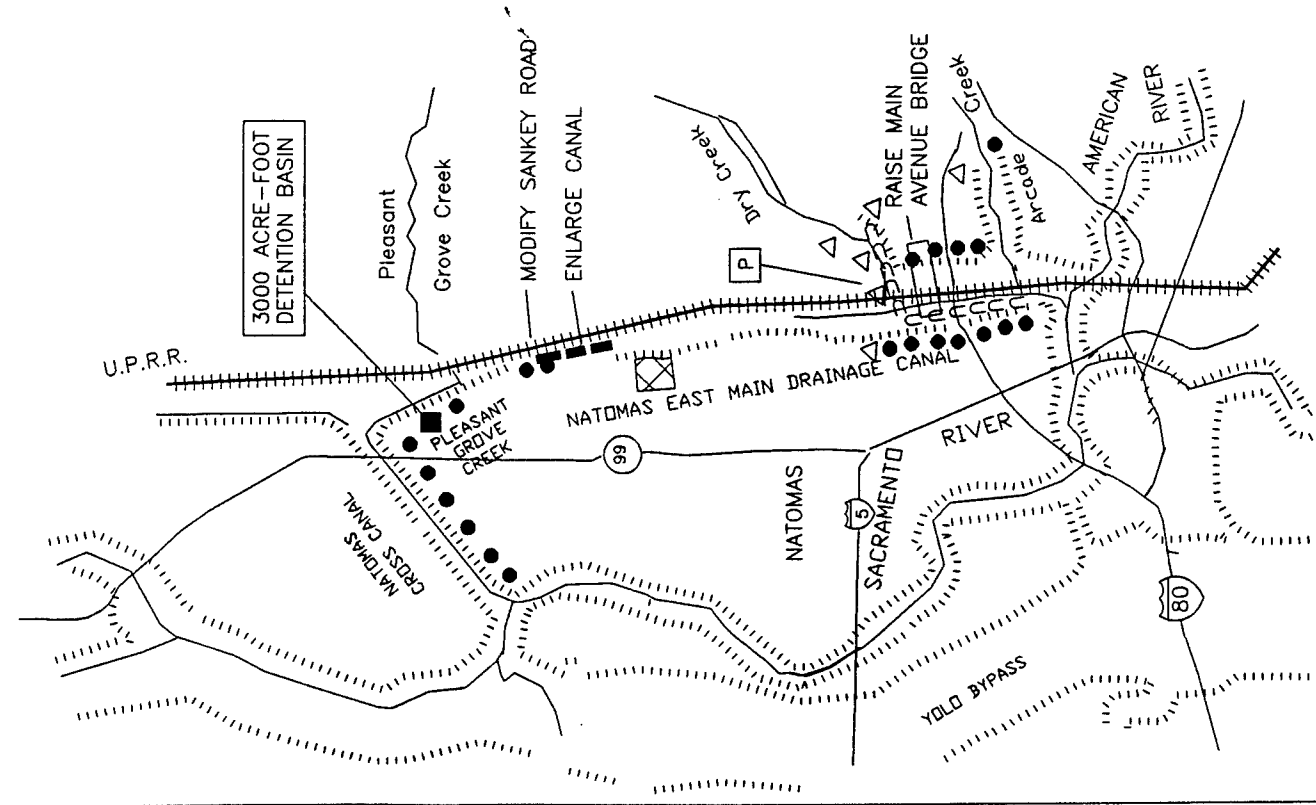 3000 ACRE-FOOT
DETENTION BASIN
Pleasant
Grove Creek
MODIFY SANKEY ROAD
ENLARGE CANAL
U.P.R.R.
Dry Creek
P
RAISE MAIN
AVENUE BRIDGE
Creek
Arcade
AMERICAN
RIVER
PLEASANT
GROVE
CREEK
NATOMAS EAST MAIN DRAINAGE CANAL
NATOMAS
CROSS CANAL
99
NATOMAS
5
SACRAMENTO
RIVER
YOLO BYPASS
80